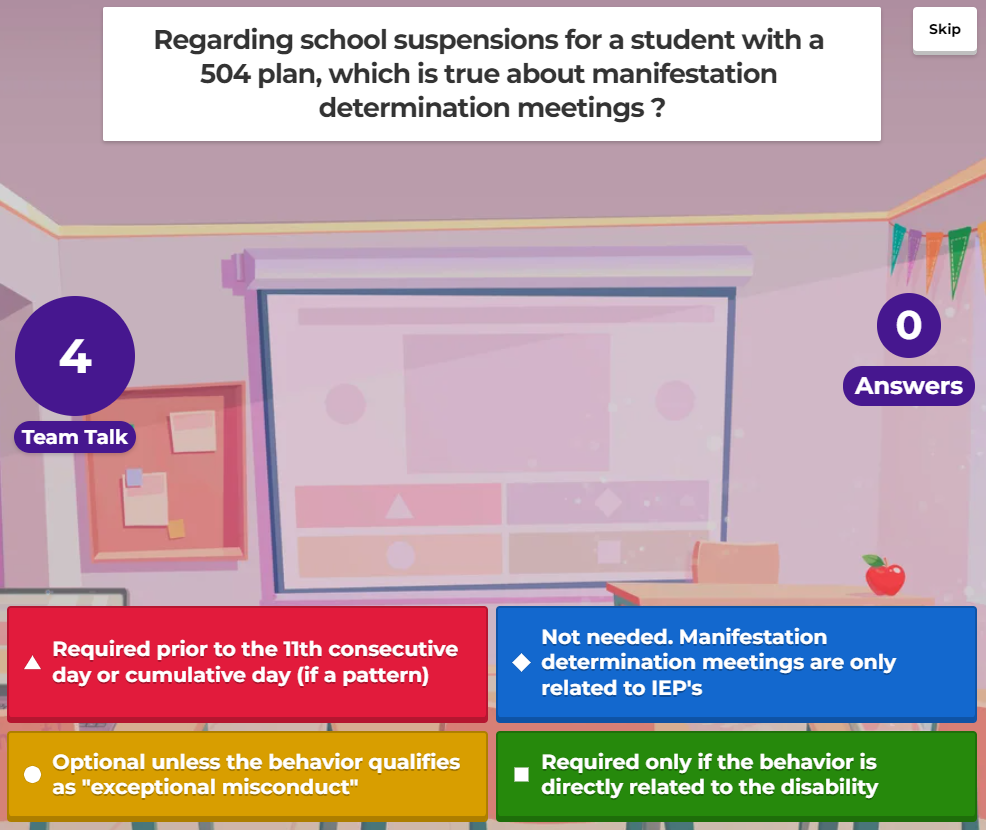 Regarding school suspensions for a student with a
504 plan, which is true about manifestation
determination meetings ?
Skip
4
Team Talk
0
Answers
Required prior to the 11th consecutive
day or cumulative day (if a pattern)
Not needed. Manifestation
determination meetings are only
related to IEP's
Optional unless the behavior qualifies
as "exceptional misconduct"
Required only if the behavior is
directly related to the disability